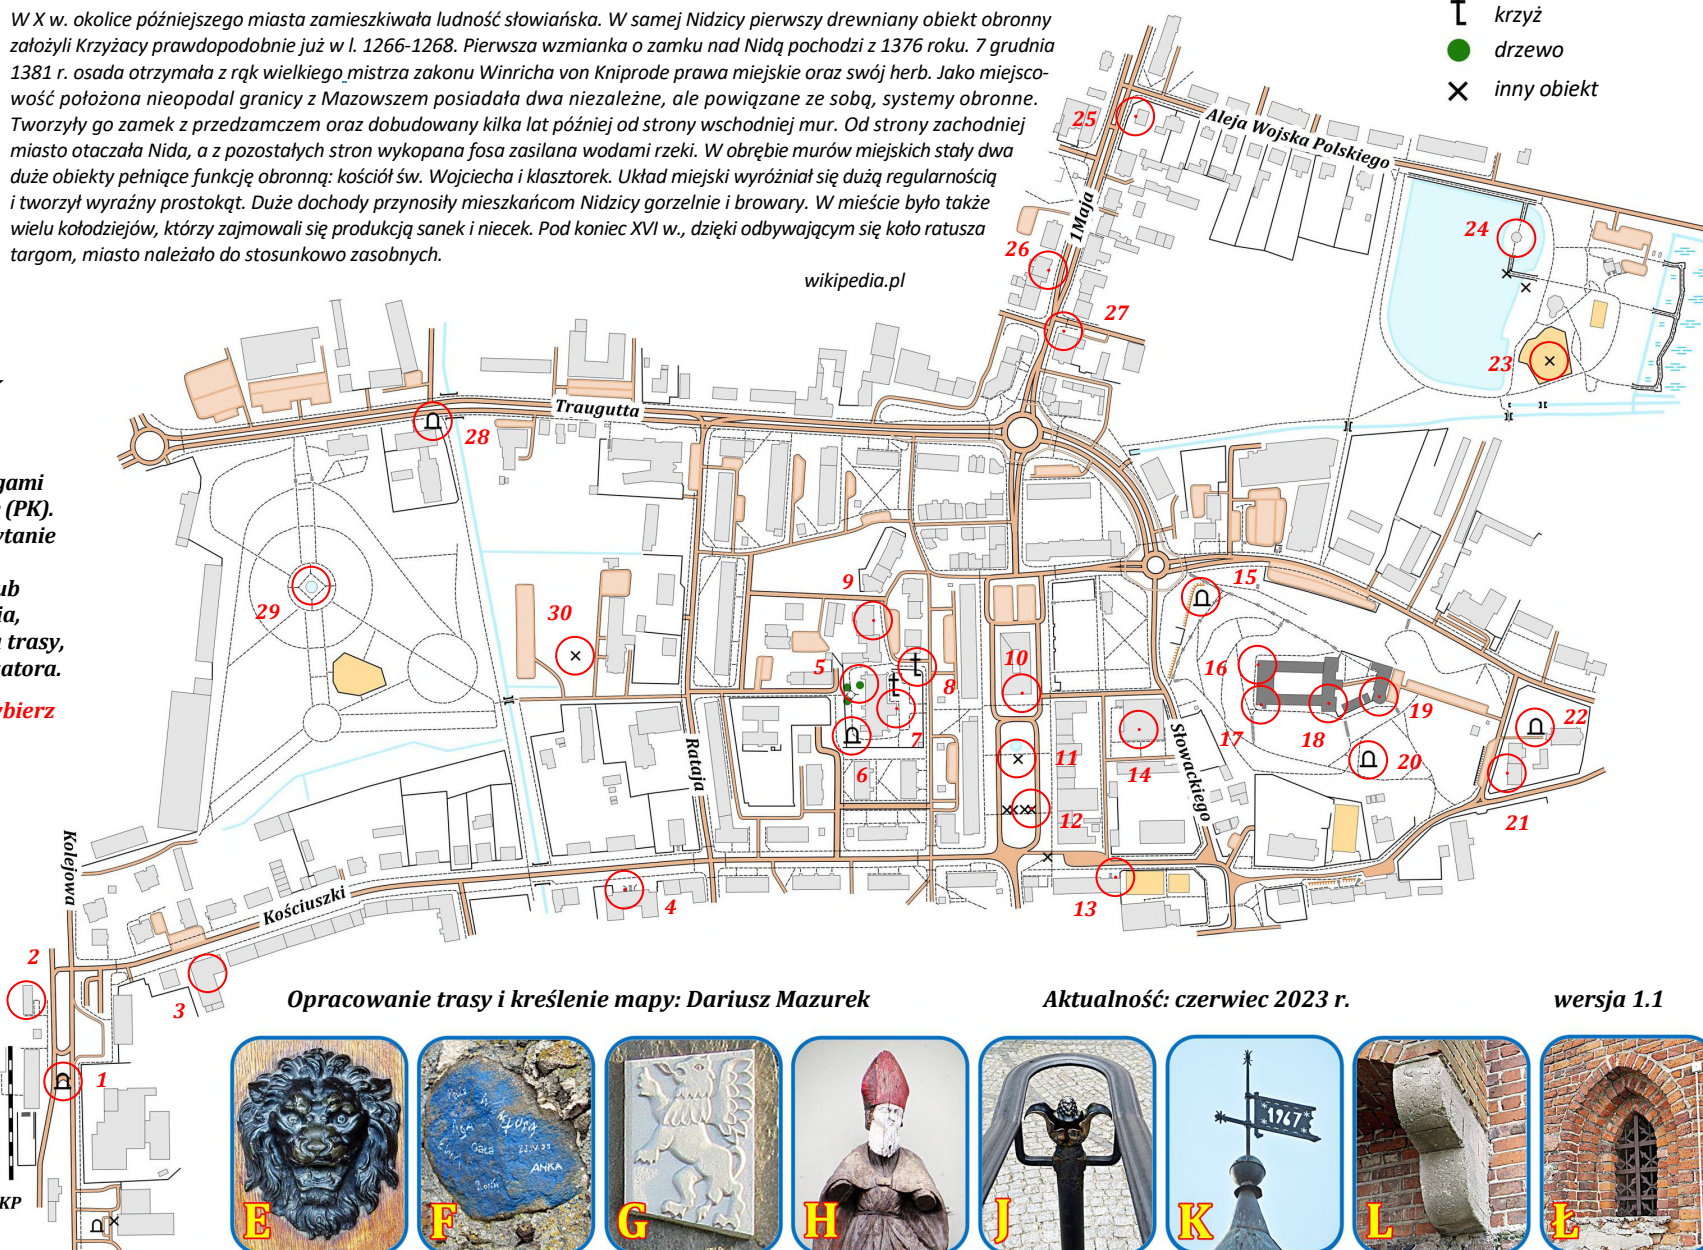 W X w. okolice późniejszego miasta zamieszkiwała ludność słowiańska. W samej Nidzicy pierwszy drewniany obiekt obronny
założyli Krzyżacy prawdopodobnie już w l. 1266-1268. Pierwsza wzmianka o zamku nad Nidą pochodzi z 1376 roku. 7 grudnia
1381 r. osada otrzymała z rąk wielkiego mistrza zakonu Winricha von Kniprode prawa miejskie oraz swój herb. Jako miejsco-
wość położona nieopodal granicy z Mazowszem posiadała dwa niezależne, ale powiązane ze sobą, systemy obronne.
Tworzyły go zamek z przedzamczem oraz dobudowany kilka lat później od strony wschodniej mur. Od strony zachodniej
miasto otaczała Nida, a z pozostałych stron wykopana fosa zasilana wodami rzeki. W obrębie murów miejskich stały dwa
duże obiekty pełniące funkcję obronną: kościół św. Wojciecha i klasztorek. Układ miejski wyróżniał się dużą regularnością
i tworzył wyraźny prostokąt. Duże dochody przynosiły mieszkańcom Nidzicy gorzelnie i browary. W mieście było także
wielu kołodziejów, którzy zajmowali się produkcją sanek i niecek. Pod koniec XVI w., dzięki odbywającym się koło ratusza
targom, miasto należało do stosunkowo zasobnych.
wikipedia.pl
krzyż
drzewo
inny obiekt
25
Aleja Wojska Polskiego
1 Maja
24
26
27
23
Traugutta
28
gami
(PK).
ytanie
ub
ia,
trasy,
atora.
ybierz
29
30
9
5
8
10
15
16
7
6
11
12
14
17
18
19
20
22
21
Rataja
Słowackiego
Kolejowa
Kościuszki
4
13
2
3
1
KP
Opracowanie trasy i kreślenie mapy: Dariusz Mazurek
Aktualność: czerwiec 2023 r.
wersja 1.1
E
F
ANKA
G
H
J
K
1967
L
Ł